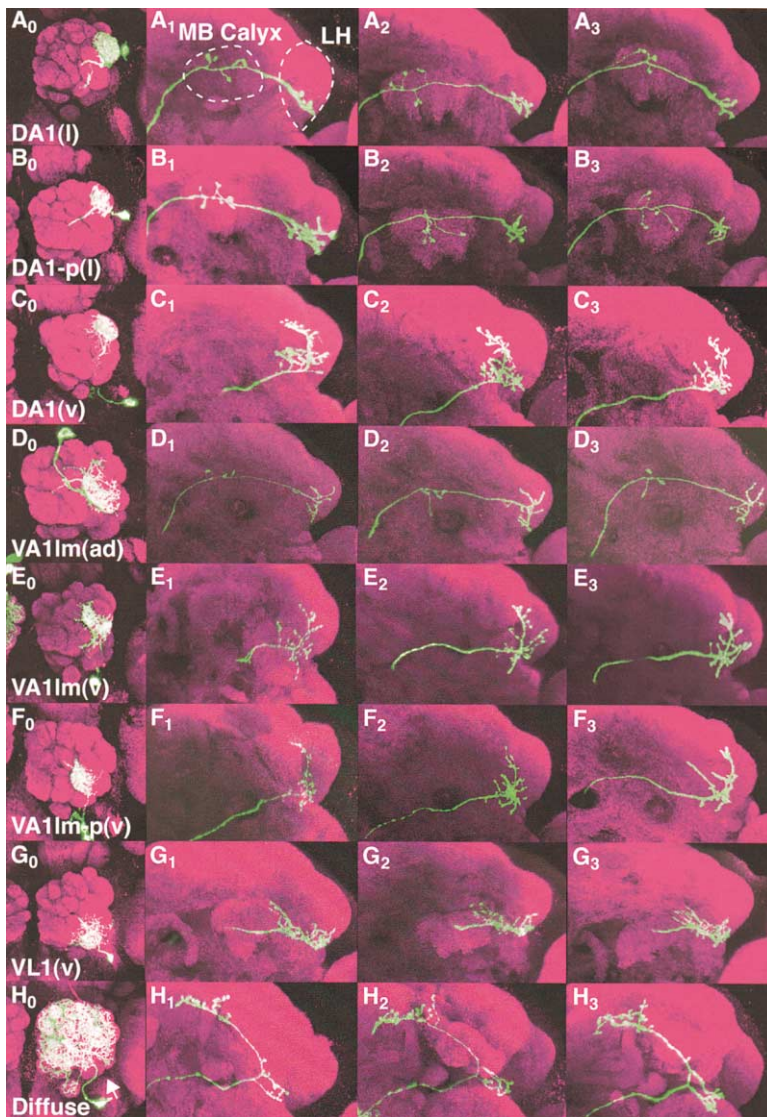 A0 A1 MB Calyx LH A2 A3
DA1(l)
B0 B1 B2 B3
DA1-p(l)
C0 C1 C2 C3
DA1(v)
D0 D1 D2 D3
VA1lm(ad)
E0 E1 E2 E3
VA1lm(v)
F0 F1 F2 F3
VA1lm-p(v)
G0 G1 G2 G3
VL1(v)
H0 H1 H2 H3
Diffuse